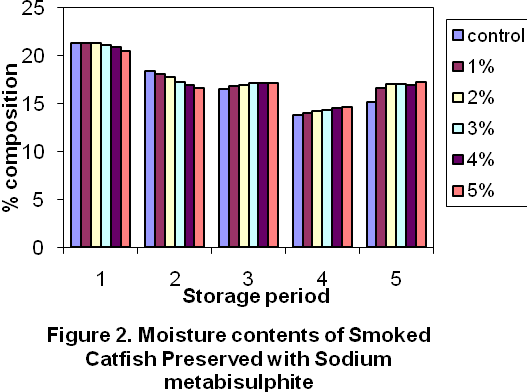 25
20
15
10
5
0
% composition
1 2 3 4 5
Storage period
control
1%
2%
3%
4%
5%
Figure 2. Moisture contents of Smoked
Catfish Preserved with Sodium
metabisulphite